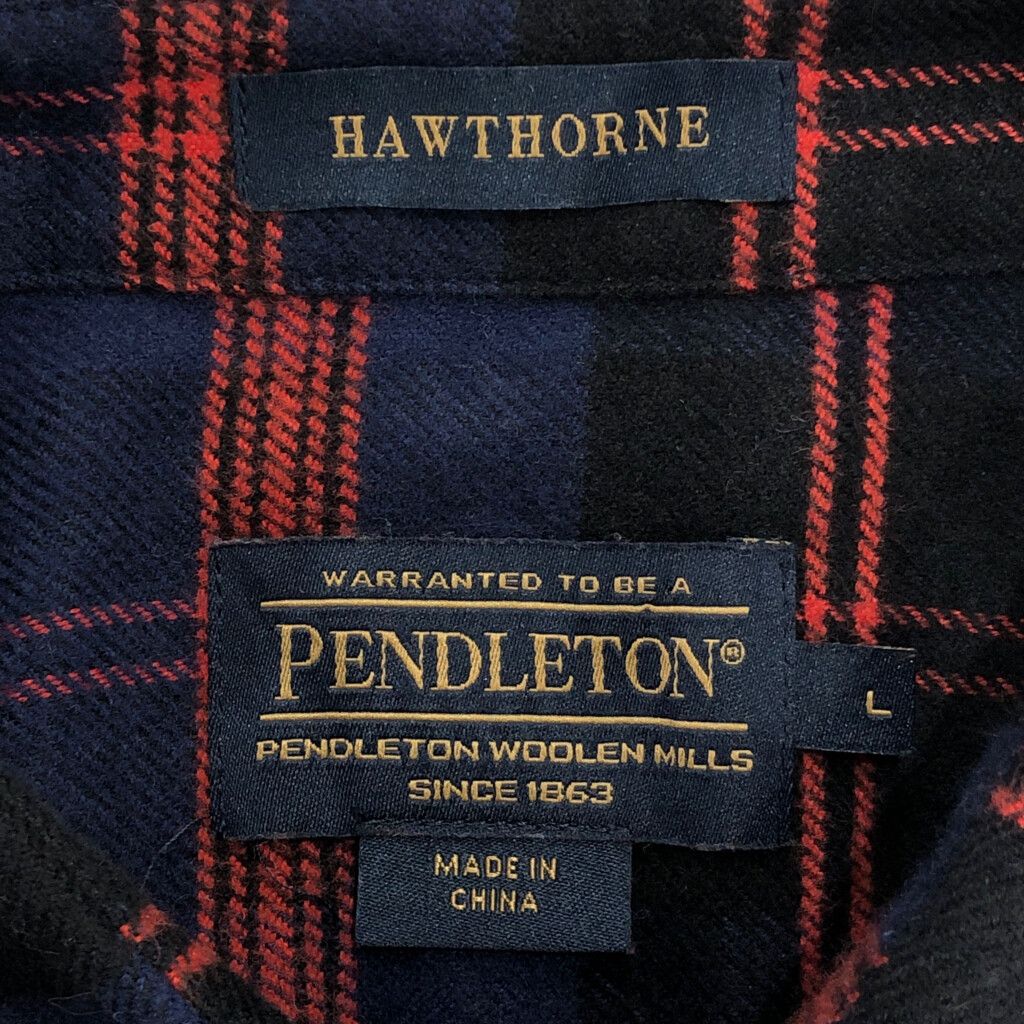 HAWTHORNE
WARRANTED TO BE A
PENDLETON®
L
PENDLETON WOOLEN MILLS
SINCE 1863
MADE IN
CHINA